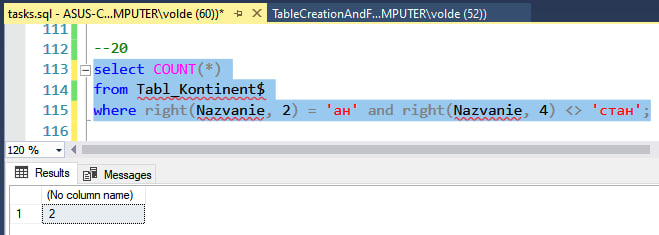 tasks.sql - ASUS-C...MPUTER\volde (60))* TableCreationAndF...MPUTER\volde (52))
111
112 --20
113 select COUNT(*)
114 from Tabl_Kontinent$
115 where right(Nazvanie, 2) = 'ан' and right(Nazvanie, 4) <> 'стан';
116
120 %
Results Messages
(No column name)
1 2